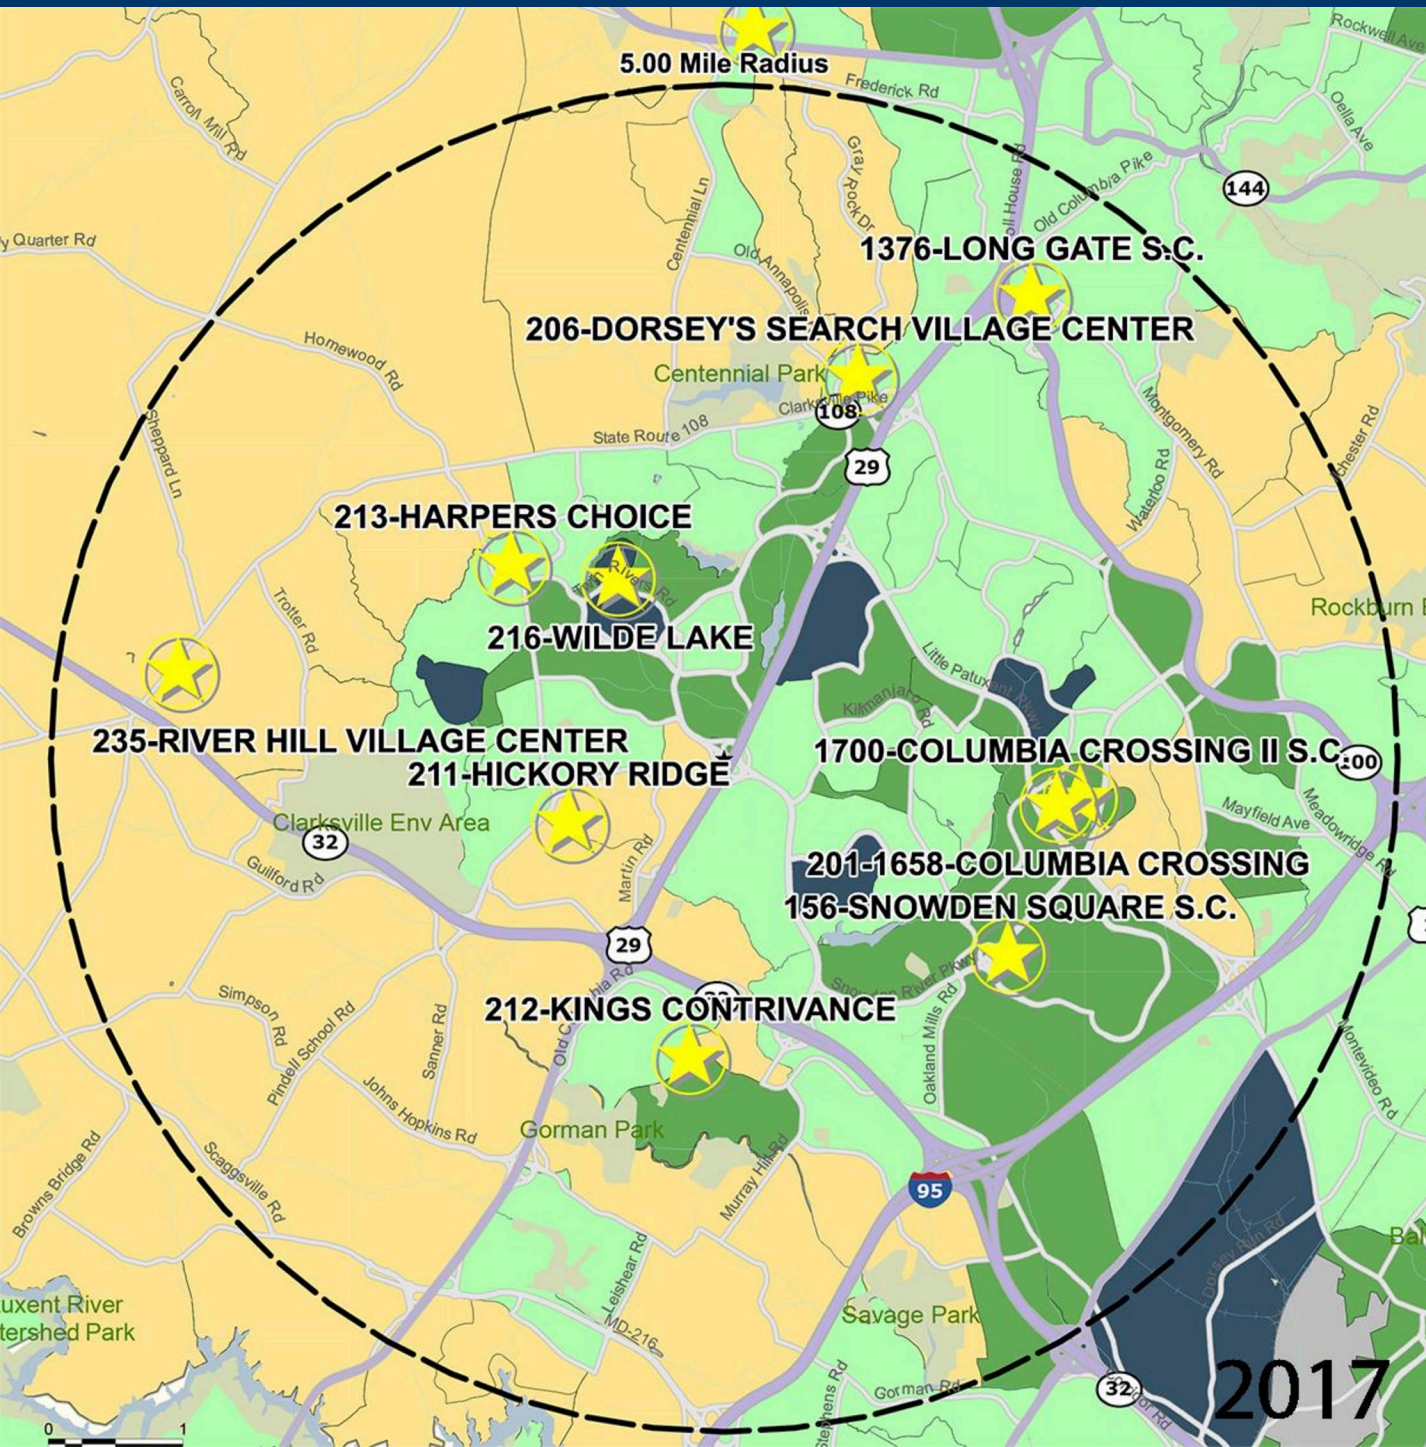 5.00 Mile Radius
Rockwell Ave
Frederick Rd
Carroll Mill Rd
Oella Ave
Gray Rock Dr
Old Columbia Pike
144
Centennial Ln
y Quarter Rd
oll House Rd
Old Annapolis
1376-LONG GATE S.C.
206-DORSEY'S SEARCH VILLAGE CENTER
Homewood Rd
Centennial Park
Clarksville Pike
108
Montgomery Rd
State Route 108
Sheppard Ln
chester Rd
29
Waterloo Rd
213-HARPERS CHOICE
Rivers Rd
Trotter Rd
Rockburn
216-WILDE LAKE
Little Patuxent Pkwy
Kilmanjaro Rd
235-RIVER HILL VILLAGE CENTER
1700-COLUMBIA CROSSING II S.C.
211-HICKORY RIDGE
100
Mayfield Ave
Meadowridge Rd
Clarksville Env Area
32
Martin Rd
201-1658-COLUMBIA CROSSING
Guilford Rd
156-SNOWDEN SQUARE S.C.
29
Snowden River Pkwy
212-KINGS CONTRIVANCE
Simpson Rd
Pindell School Rd
Sanner Rd
Oakland Mills Rd
Montevideo Rd
Johns Hopkins Rd
Gorman Park
Browns Bridge Rd
Scaggsville Rd
Murray Hill Rd
95
Dorsey Run Rd
Leishear Rd
uxent River
tershed Park
MD-216
Savage Park
Gorman Rd
32
2017
Stephens Rd
0 1